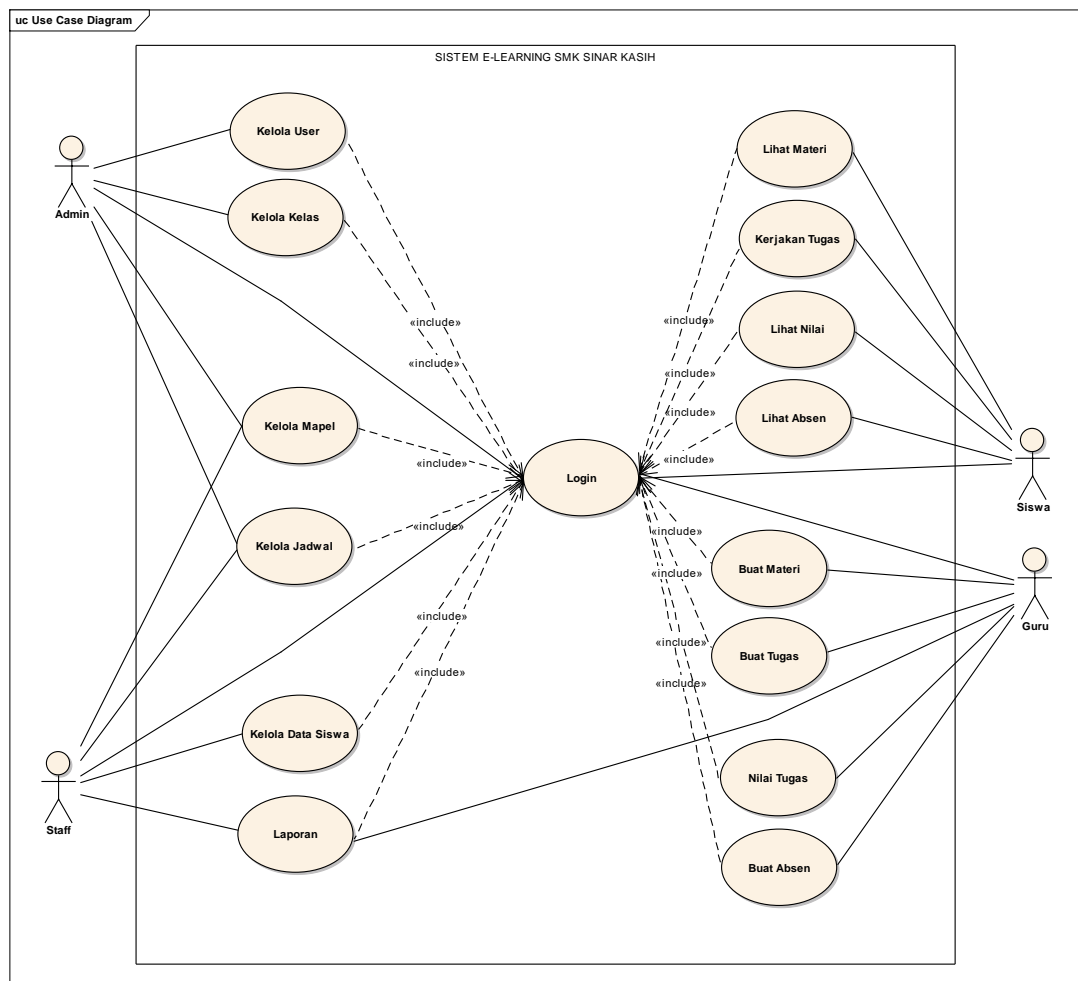 uc Use Case Diagram
SISTEM E-LEARNING SMK SINAR KASIH
Kelola User
Lihat Materi
Admin
Kelola Kelas
Kerjakan Tugas
«include»
«include»
Lihat Nilai
«include»
«include»
Kelola Mapel
Lihat Absen
«include»
«include»
«include»
Login
Siswa
«include»
Kelola Jadwal
«include»
Buat Materi
«include»
Guru
«include»
Buat Tugas
«include»
«include»
«include»
Kelola Data Siswa
Staff
Nilai Tugas
Laporan
Buat Absen